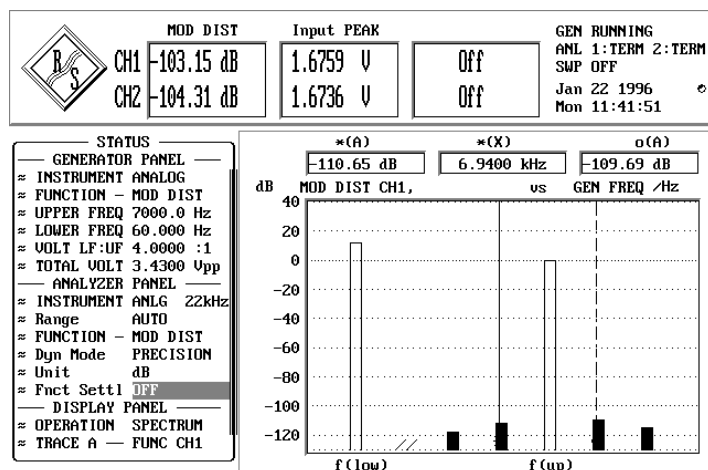 MOD DIST Input PEAK
CH1 -103.15 dB 1.6759 V Off
CH2 -104.31 dB 1.6736 V Off
GEN RUNNING
ANL 1:TERM 2:TERM
SWP OFF
Jan 22 1996
Mon 11:41:51
R S
STATUS
GENERATOR PANEL
≈ INSTRUMENT ANALOG
≈ FUNCTION - MOD DIST
≈ UPPER FREQ 7000.0 Hz
≈ LOWER FREQ 60.000 Hz
≈ VOLT LF:UF 4.0000 :1
≈ TOTAL VOLT 3.4300 Vpp
ANALYZER PANEL
≈ INSTRUMENT ANLG 22kHz
≈ Range AUTO
≈ FUNCTION - MOD DIST
≈ Dyn Mode PRECISION
≈ Unit dB
≈ Fnct Settl OFF
DISPLAY PANEL
≈ OPERATION SPECTRUM
≈ TRACE A — FUNC CH1
*(A) *(X) o(A)
-110.65 dB 6.9400 kHz -109.69 dB
dB MOD DIST CH1, vs GEN FREQ /Hz
40
20
0
-20
-40
-60
-80
-100
-120
f(low) f(up)